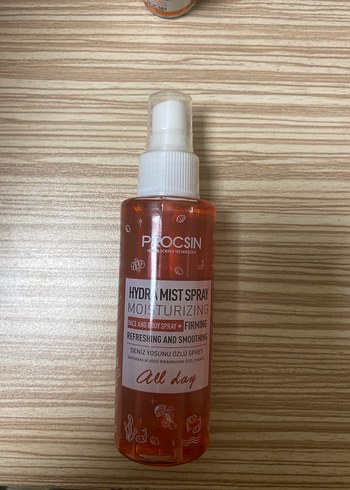 PROCSIN
HYDRA MIST SPRAY
MOISTURIZING
FACE AND BODY SPRAY + FIRMING
REFRESHING AND SMOOTHING
DENİZ YOSUNU ÖZLÜ SPREY
All day